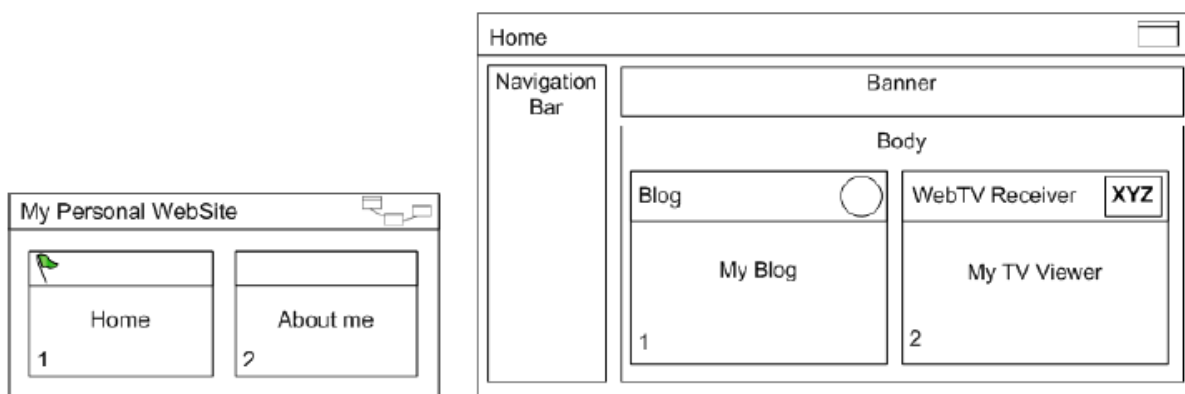 My Personal WebSite
Home
1
About me
2
Home
Navigation
Bar
Banner
Body
Blog
My Blog
1
WebTV Receiver
XYZ
My TV Viewer
2